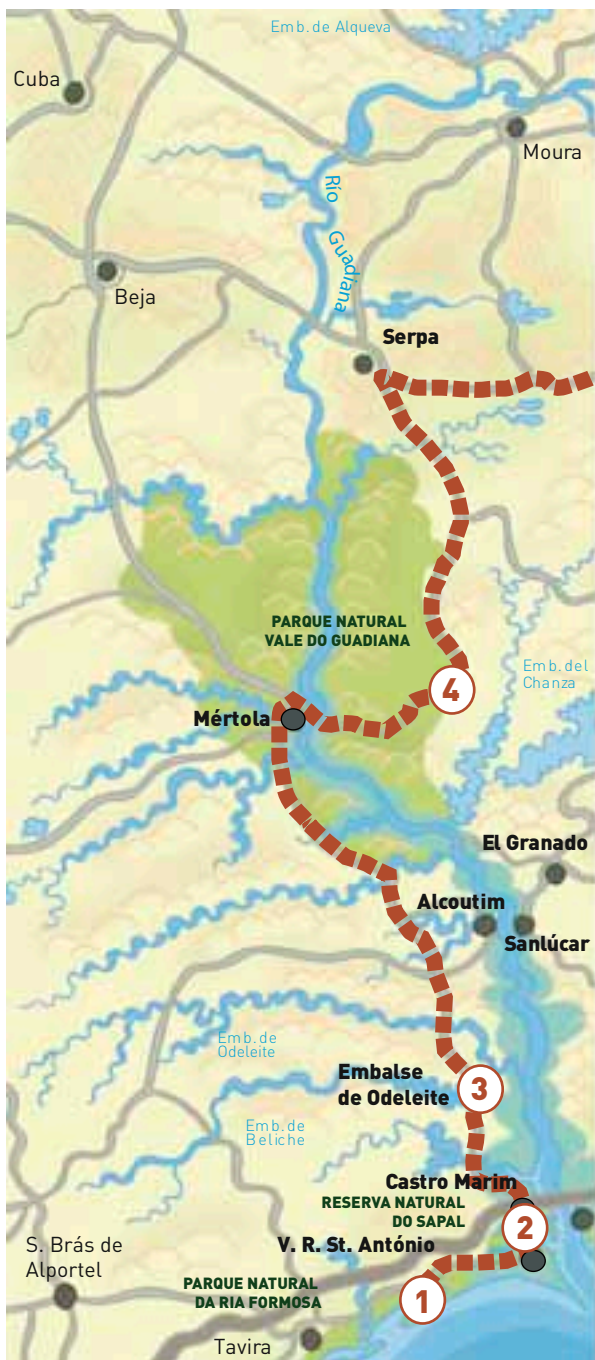 Emb. de Alqueva
Cuba
Moura
Río
Guadiana
Beja
Serpa
PARQUE NATURAL
VALE DO GUADIANA
Emb. del
Chanza
4
Mértola
El Granado
Alcoutim
Sanlúcar
Emb. de
Odeleite
Embalse
de Odeleite
3
Emb. de
Beliche
Castro Marim
RESERVA NATURAL
DO SAPAL
2
V. R. St. António
S. Brás de
Alportel
PARQUE NATURAL
DA RIA FORMOSA
1
Tavira